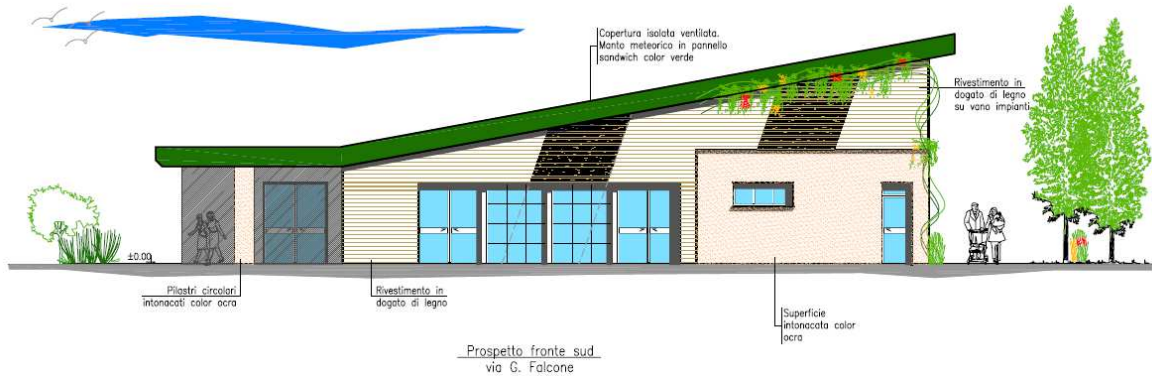 Copertura isolata ventilata.
Manto meteorico in pannello
sandwich color verde
Rivestimento in
dogato di legno
su vano impianti
±0.00
Pilastri circolari
intonacati color ocra
Rivestimento in
dogato di legno
Superficie
intonacata color
ocra
Prospetto fronte sud
via G. Falcone